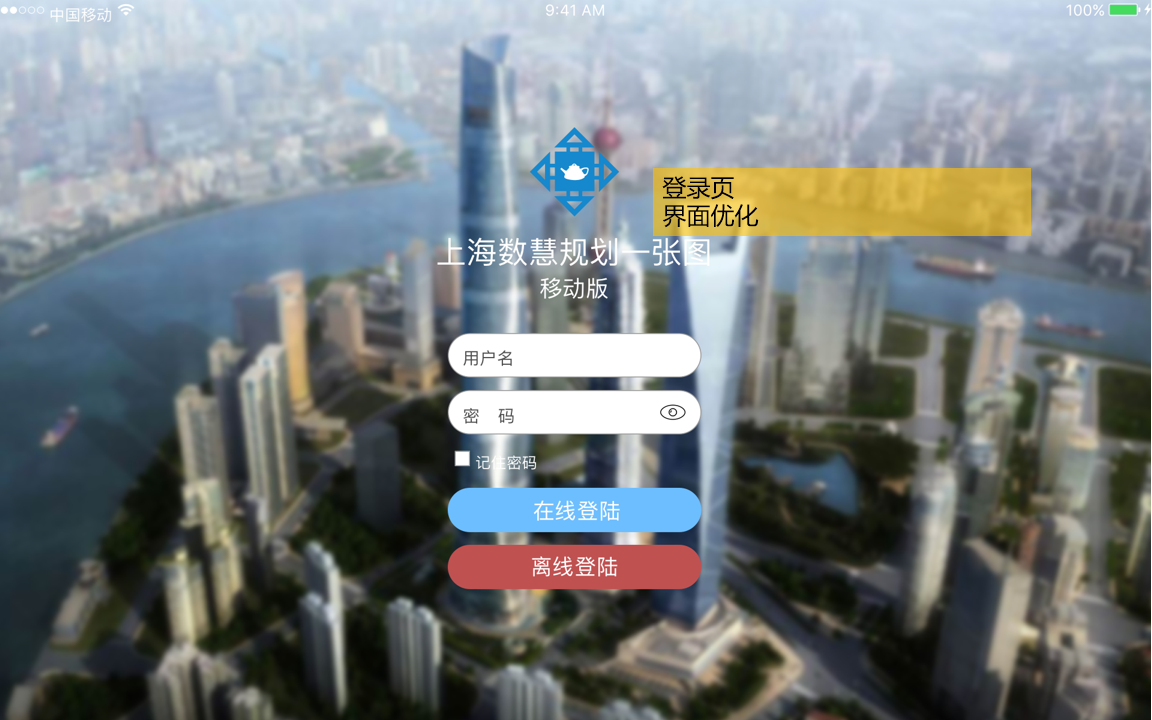 中国移动
9:41 AM
100%
登录页
界面优化
上海数慧规划一张图
移动版
用户名
密 码
记住密码
在线登陆
离线登陆